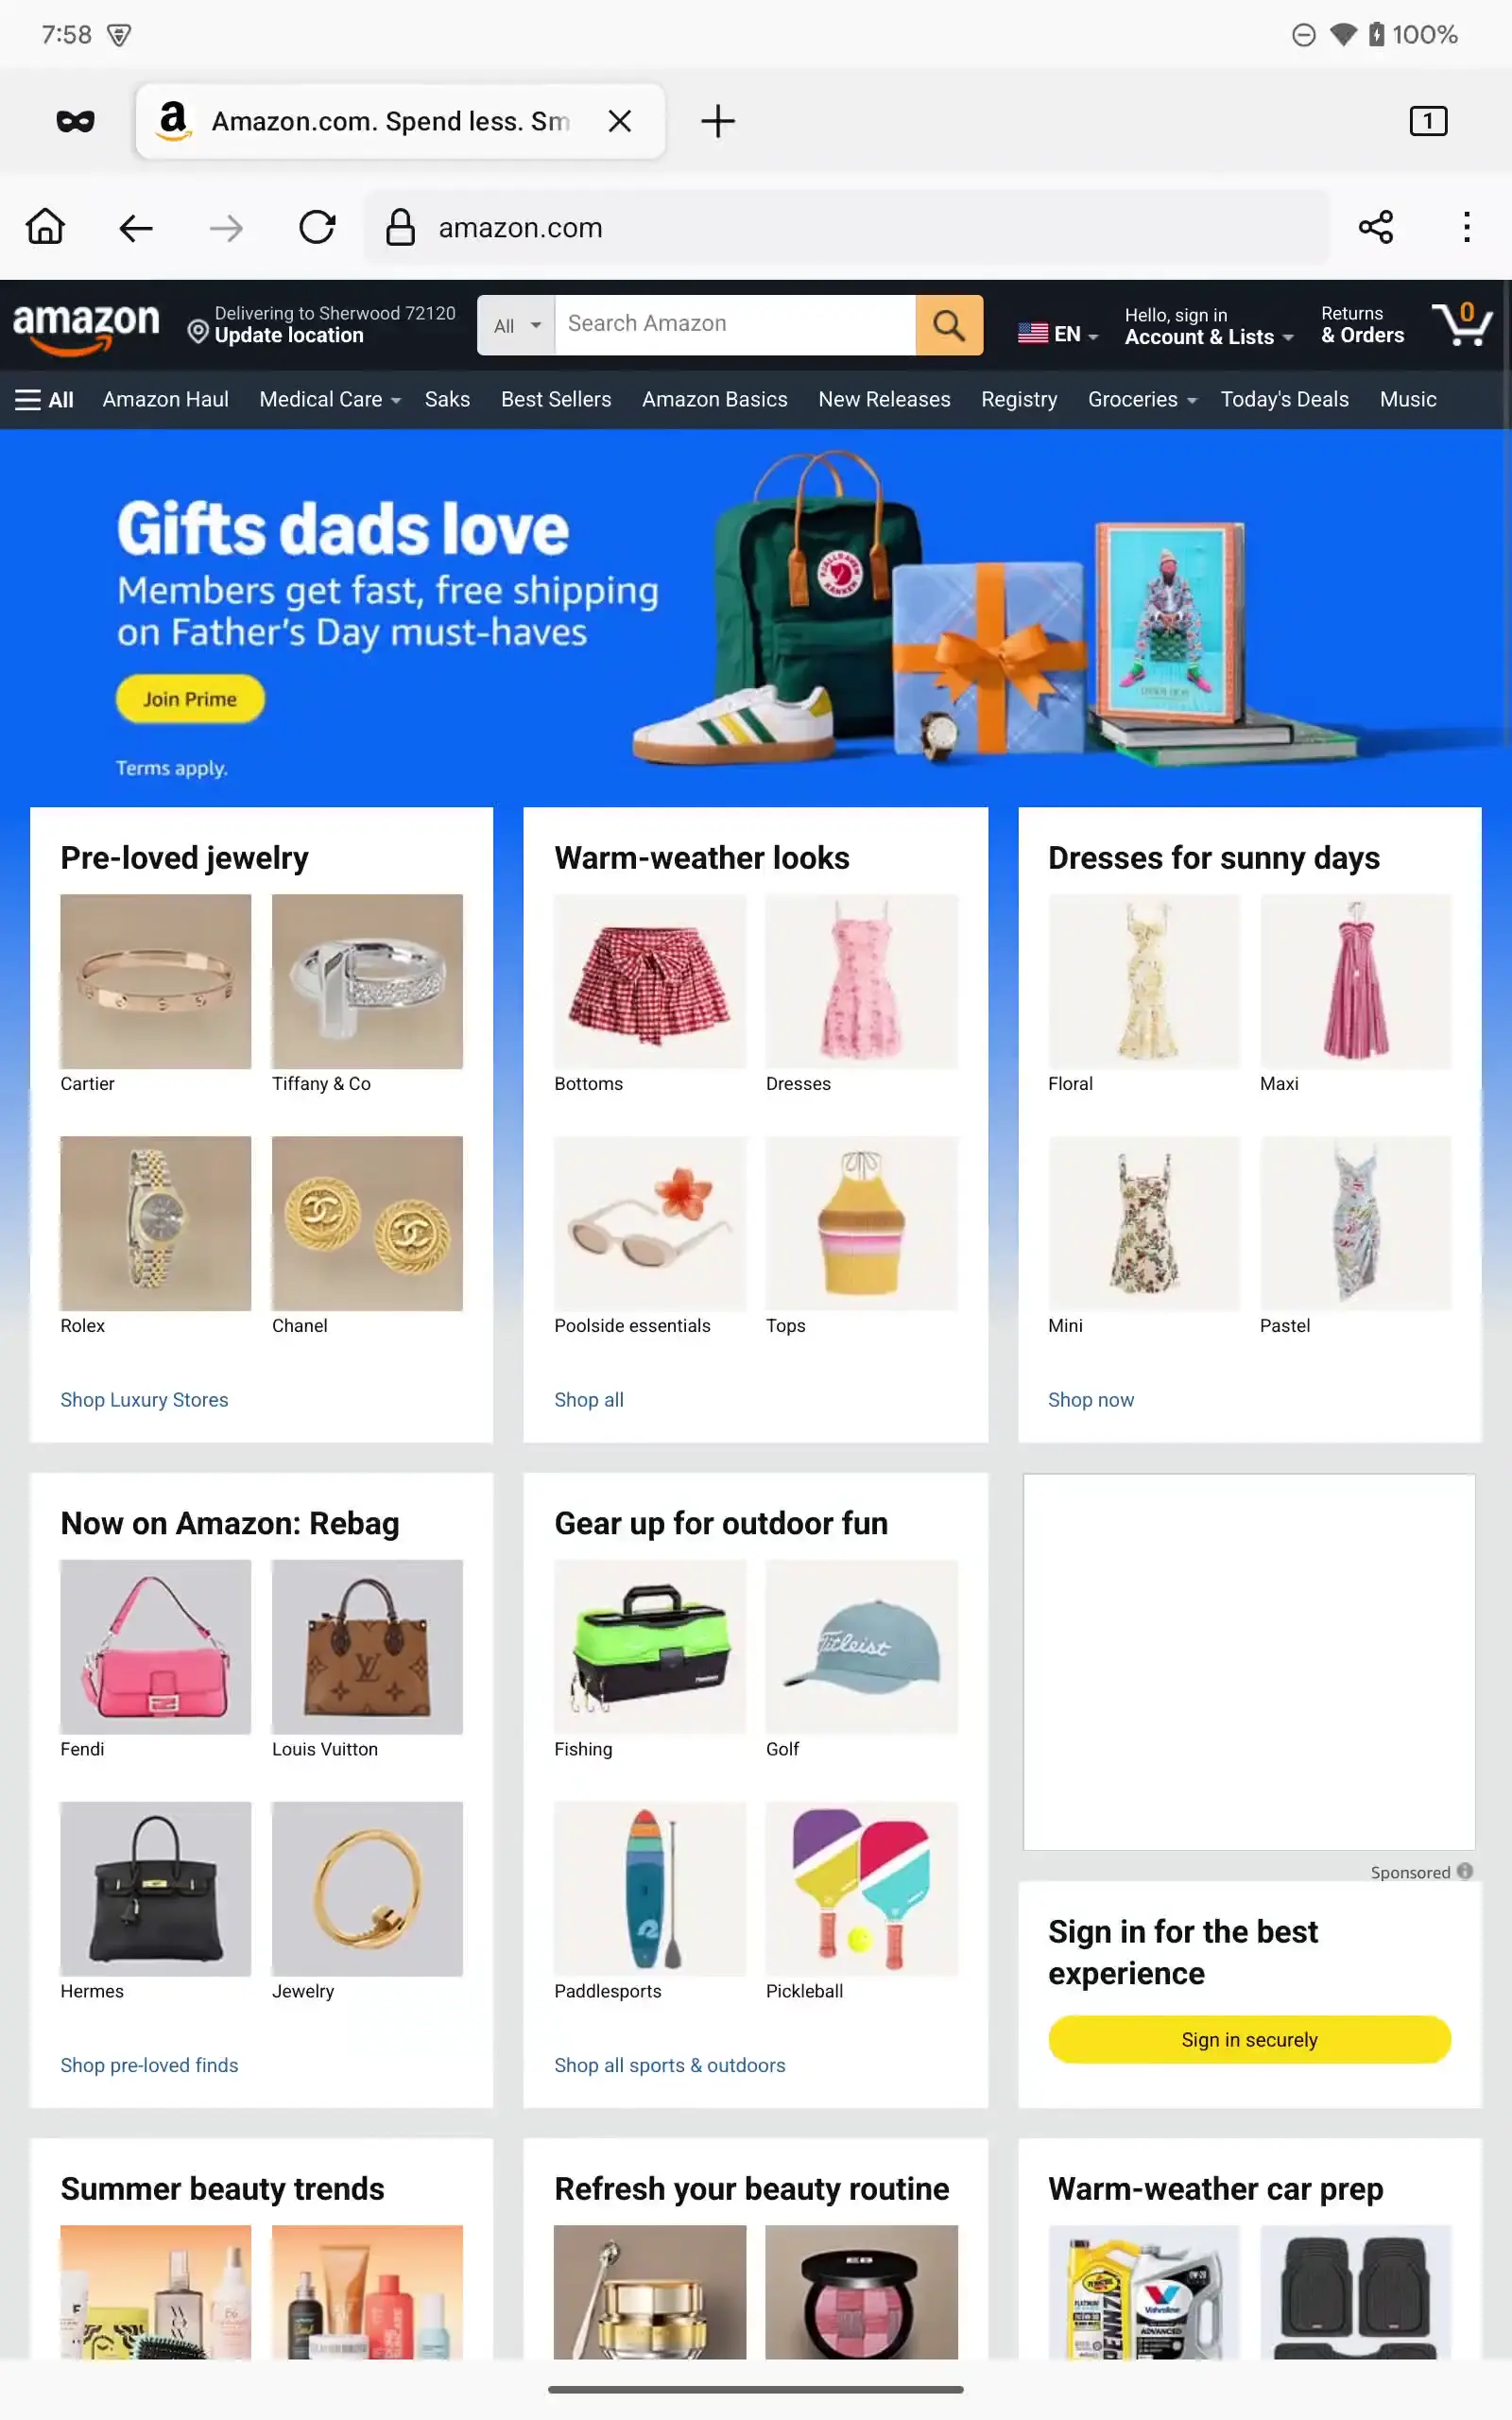 7:58
100%
Amazon.com. Spend less. Sm
1
amazon.com
amazon
Delivering to Sherwood 72120
Update location
All
Search Amazon
EN
Hello, sign in
Account & Lists
Returns
& Orders
0
All
Amazon Haul
Medical Care
Saks
Best Sellers
Amazon Basics
New Releases
Registry
Groceries
Today's Deals
Music
Gifts dads love
Members get fast, free shipping
on Father's Day must-haves
Join Prime
Terms apply.
Pre-loved jewelry
Cartier
Tiffany & Co
Rolex
Chanel
Shop Luxury Stores
Warm-weather looks
Bottoms
Dresses
Poolside essentials
Tops
Shop all
Dresses for sunny days
Floral
Maxi
Mini
Pastel
Shop now
Now on Amazon: Rebag
Fendi
Louis Vuitton
Hermes
Jewelry
Shop pre-loved finds
Gear up for outdoor fun
Titleist
Fishing
Golf
Paddlesports
Pickleball
Shop all sports & outdoors
Sponsored
Sign in for the best
experience
Sign in securely
Summer beauty trends
Refresh your beauty routine
Warm-weather car prep
Valvoline
ADVANCED